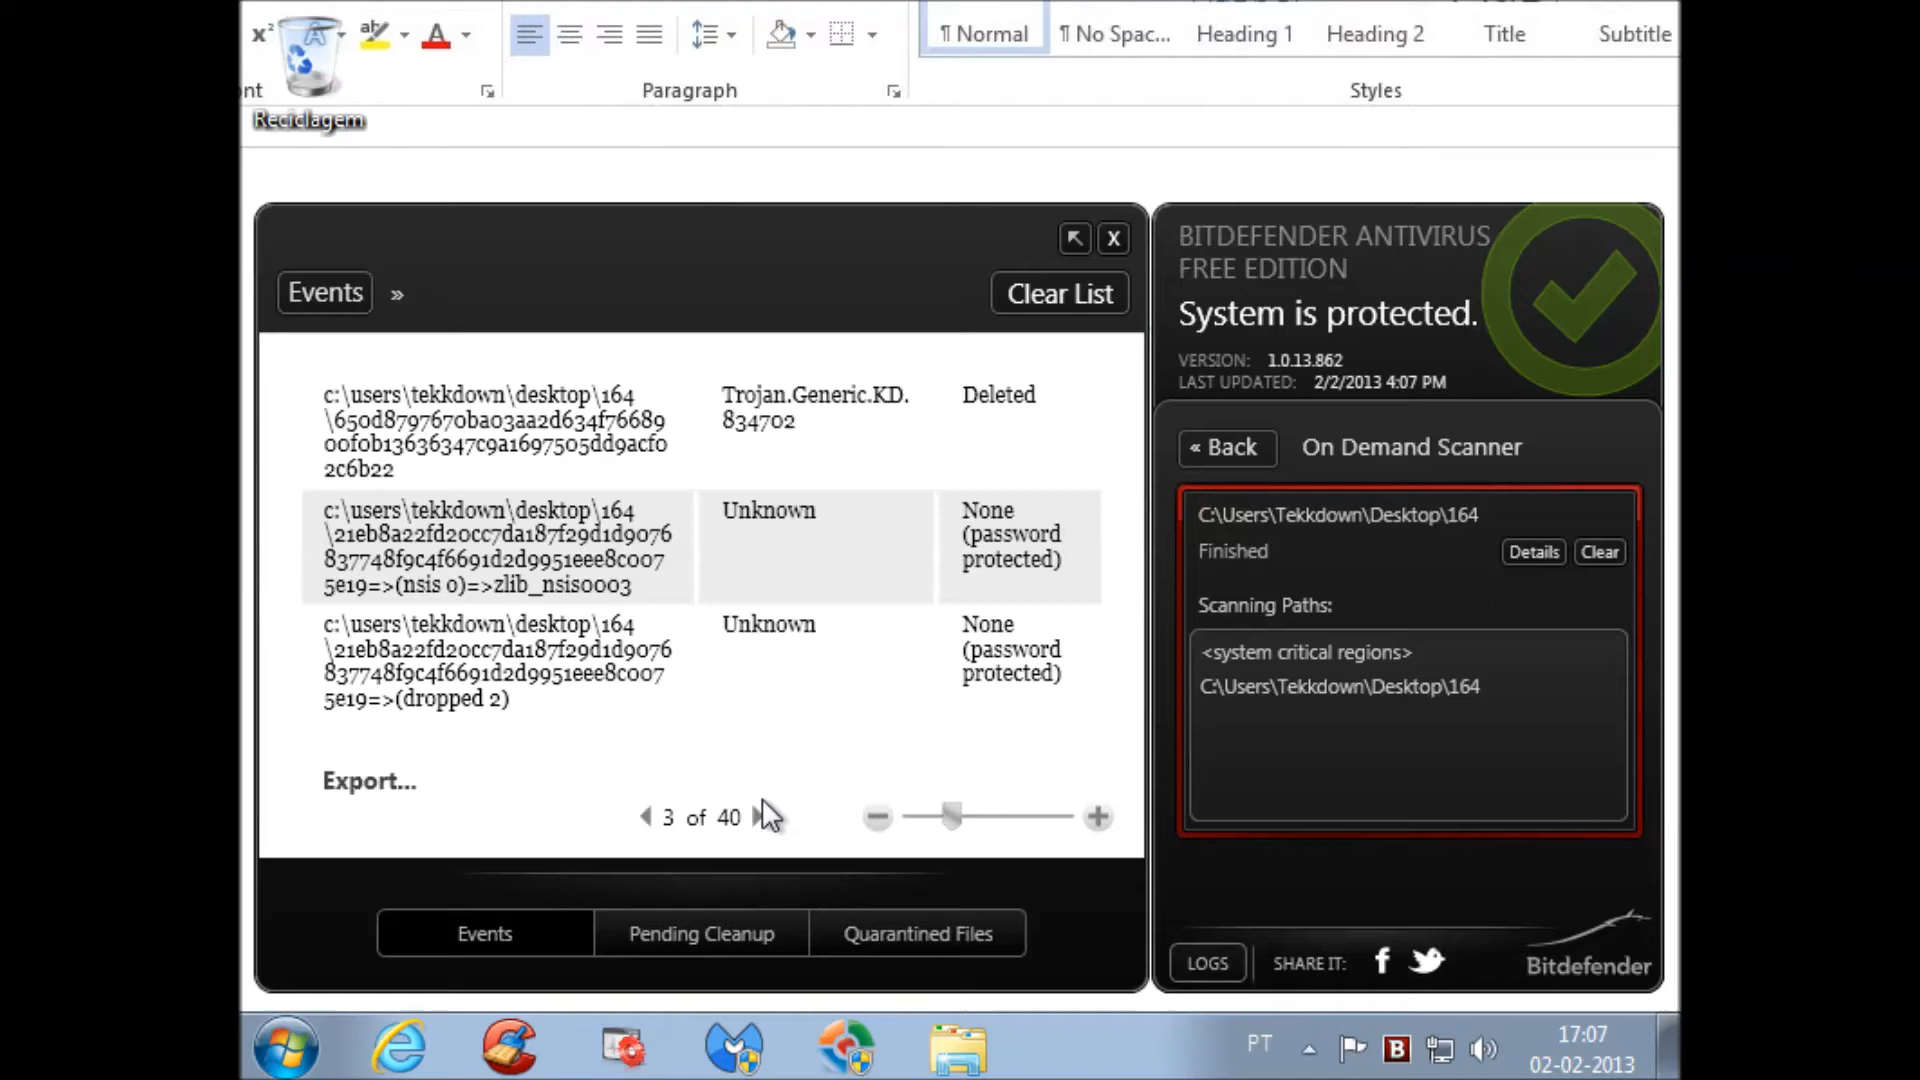 x²
A
¶ Normal
¶ No Spac...
Heading 1
Heading 2
Title
Subtitle
nt
Paragraph
Styles
Reciclagem
Events »
Clear List
X
c:\users\tekkdown\desktop\164
\650d8797670ba03aa2d634f76689
00f0b13636347c9a1697505dd9acf0
2c6b22
Trojan.Generic.KD.
834702
Deleted
c:\users\tekkdown\desktop\164
\21eb8a22fd20cc7da187f29d1d9076
837748f9c4f6691d2d9951eee8c007
5e19=>(nsis 0)=>zlib_nsis0003
Unknown
None
(password
protected)
c:\users\tekkdown\desktop\164
\21eb8a22fd20cc7da187f29d1d9076
837748f9c4f6691d2d9951eee8c007
5e19=>(dropped 2)
Unknown
None
(password
protected)
Export...
3 of 40
Events
Pending Cleanup
Quarantined Files
BITDEFENDER ANTIVIRUS
FREE EDITION
System is protected.
VERSION: 1.0.13.862
LAST UPDATED: 2/2/2013 4:07 PM
« Back
On Demand Scanner
C:\Users\Tekkdown\Desktop\164
Finished
Details
Clear
Scanning Paths:
<system critical regions>
C:\Users\Tekkdown\Desktop\164
LOGS
SHARE IT:
f
Bitdefender
PT
B
17:07
02-02-2013